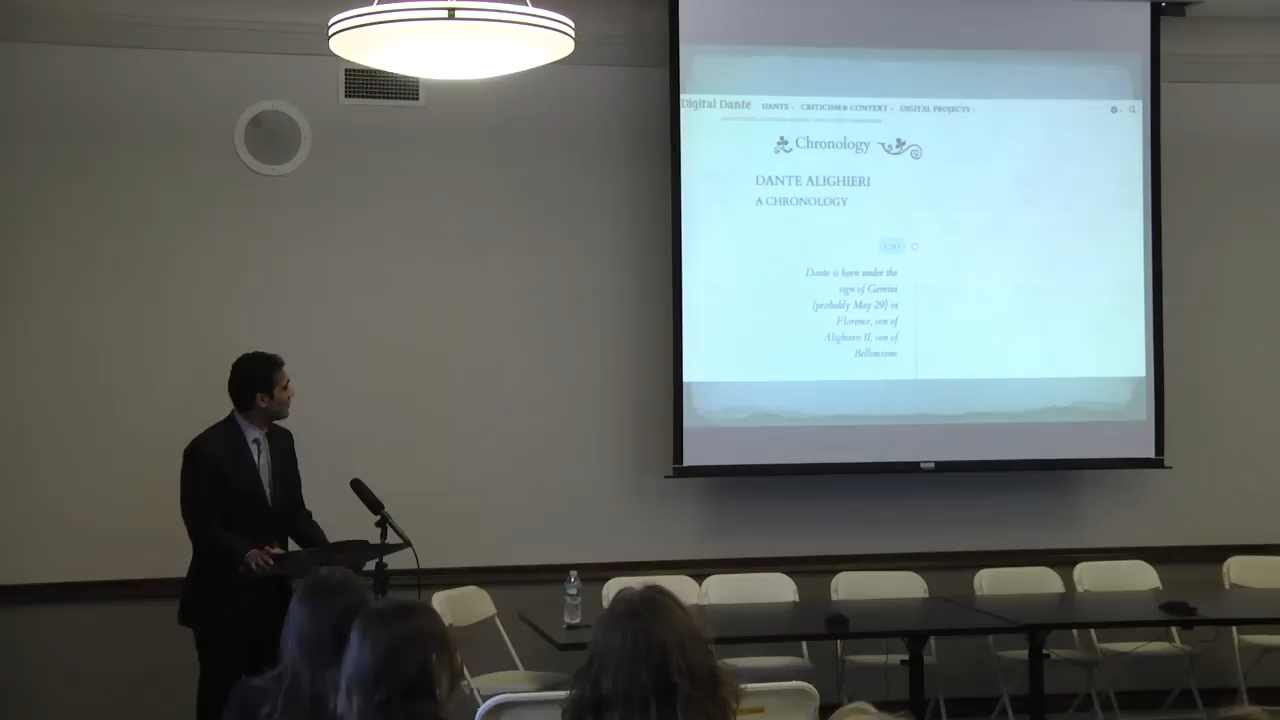 Digital Dante DANTE CRITICISM & CONTEXT DIGITAL PROJECTS
Chronology
DANTE ALIGHIERI
A CHRONOLOGY
Dante is born under the
sign of Gemini
(probably May 29) in
Florence, son of
Alighiero II, son of
Bellincione